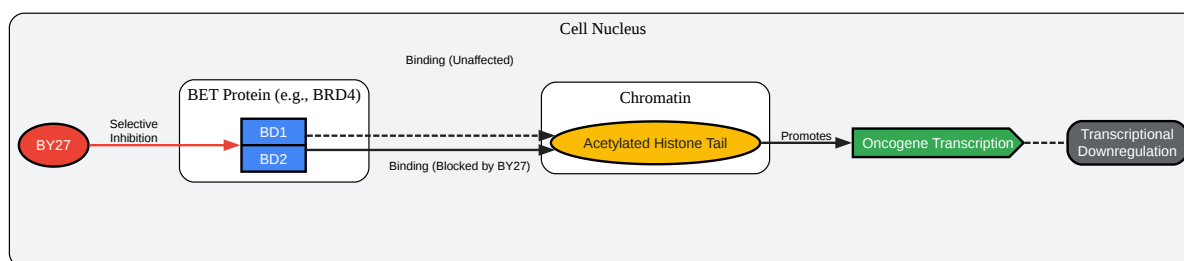 Cell Nucleus
Binding (Unaffected)
BET Protein (e.g., BRD4)
Chromatin
Selective
Inhibition
BY27
BD1
BD2
Acetylated Histone Tail
Promotes
Oncogene Transcription
Transcriptional
Downregulation
Binding (Blocked by BY27)